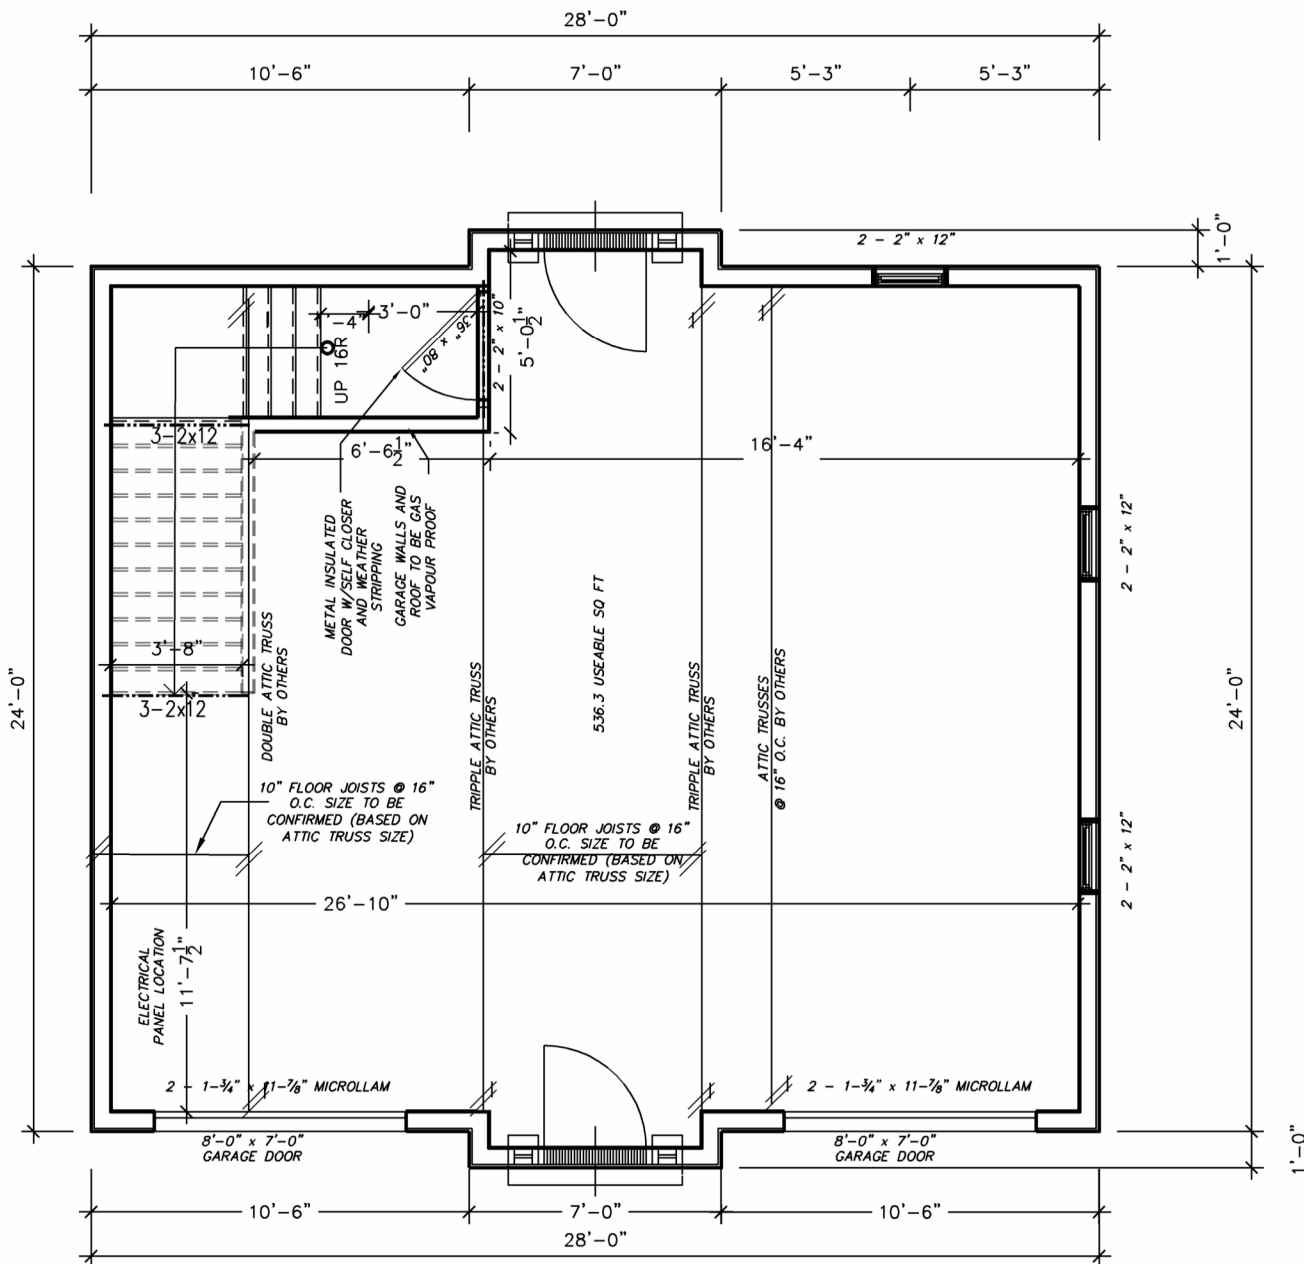 28'-0"
10'-6"
7'-0"
5'-3"
5'-3"
2 - 2" x 12"
1'-0"
'-4"
3'-0"
36" x 80"
2 - 2" x 10"
5'-0 1/2"
UP 16R
3-2x12
6'-6 1/2"
16'-4"
METAL INSULATED
DOOR W/SELF CLOSER
AND WEATHER
STRIPPING
GARAGE WALLS AND
ROOF TO BE GAS
VAPOUR PROOF
2 - 2" x 12"
536.3 USEABLE SQ FT
3'-8"
3-2x12
DOUBLE ATTIC TRUSS
BY OTHERS
TRIPPLE ATTIC TRUSS
BY OTHERS
TRIPPLE ATTIC TRUSS
BY OTHERS
ATTIC TRUSSES
@ 16" O.C. BY OTHERS
24'-0"
24'-0"
10" FLOOR JOISTS @ 16"
O.C. SIZE TO BE
CONFIRMED (BASED ON
ATTIC TRUSS SIZE)
10" FLOOR JOISTS @ 16"
O.C. SIZE TO BE
CONFIRMED (BASED ON
ATTIC TRUSS SIZE)
2 - 2" x 12"
26'-10"
ELECTRICAL
PANEL LOCATION
11'-7 1/2"
2 - 1-¾" x 11-⅞" MICROLLAM
2 - 1-¾" x 11-⅞" MICROLLAM
8'-0" x 7'-0"
GARAGE DOOR
8'-0" x 7'-0"
GARAGE DOOR
1'-0"
10'-6"
7'-0"
10'-6"
28'-0"